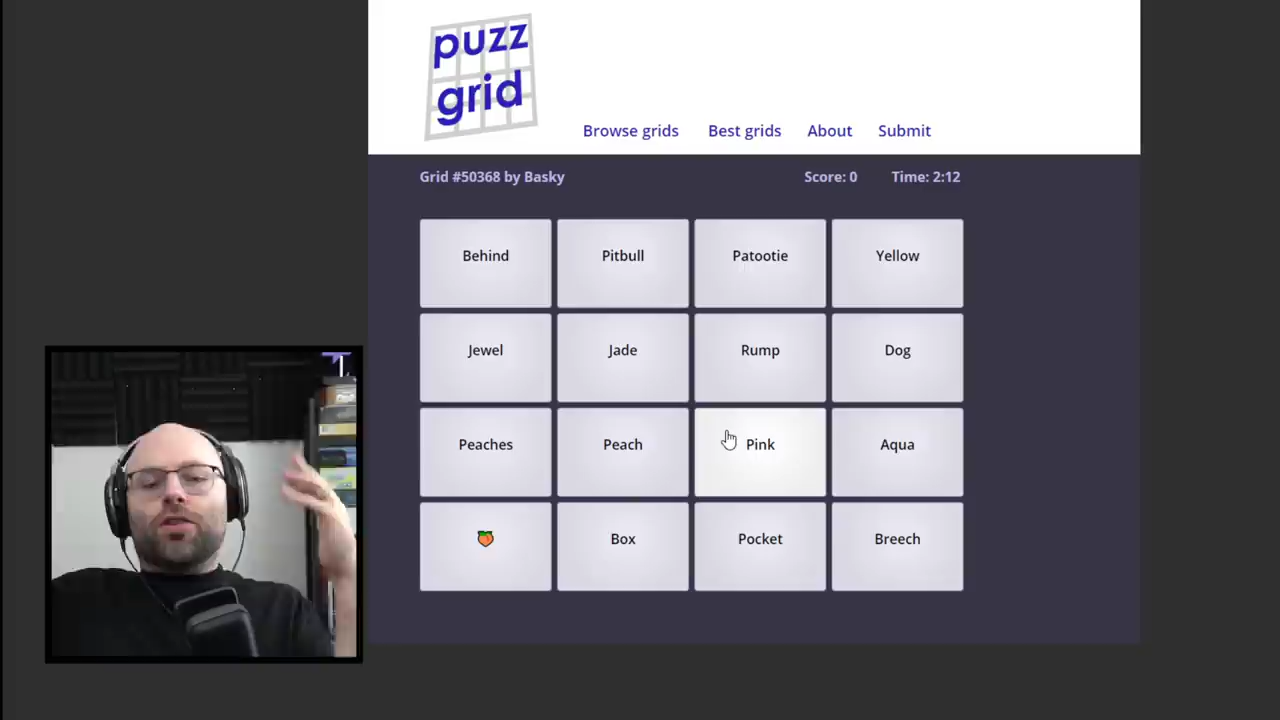 puzz
grid
Browse grids Best grids About Submit
Grid #50368 by Basky Score: 0 Time: 2:12
Behind Pitbull Patootie Yellow
Jewel Jade Rump Dog
Peaches Peach Pink Aqua
🍑 Box Pocket Breech